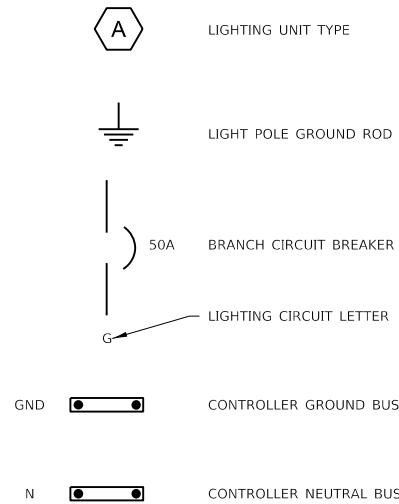 A LIGHTING UNIT TYPE
LIGHT POLE GROUND ROD
50A BRANCH CIRCUIT BREAKER
LIGHTING CIRCUIT LETTER
G
GND CONTROLLER GROUND BUS
N CONTROLLER NEUTRAL BUS